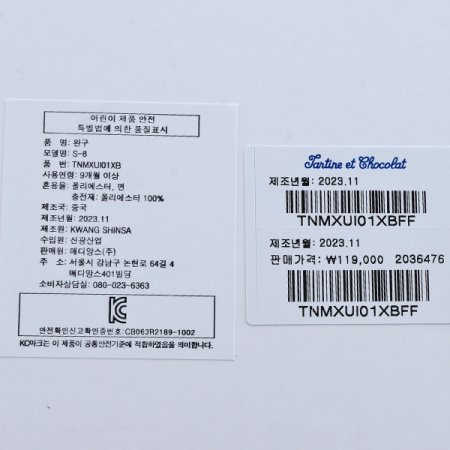 어린이 제품 안전
특별법에 의한 품질표시
품 명: 완구
모델명: S-8
품 번: TNMXUI01XB
사용연령: 9개월 이상
혼용율: 폴리에스터, 면
충전재: 폴리에스터 100%
제조국: 중국
제조년월: 2023.11
제조원: KWANG SHINSA
수입원: 신광산업
판매원: 매디앙스(주)
주 소: 서울시 강남구 논현로 64길 4
매디앙스401빌딩
소비자상담실: 080-023-6363
KC
안전확인신고확인증번호: CB063R2189-1002
KC마크는 이 제품이 공통안전기준에 적합하였음을 의미합니다.
Tartine et Chocolat
제조년월: 2023.11
TNMXUI01XBFF
제조년월: 2023.11
판매가격: ₩119,000 2036476
TNMXUI01XBFF